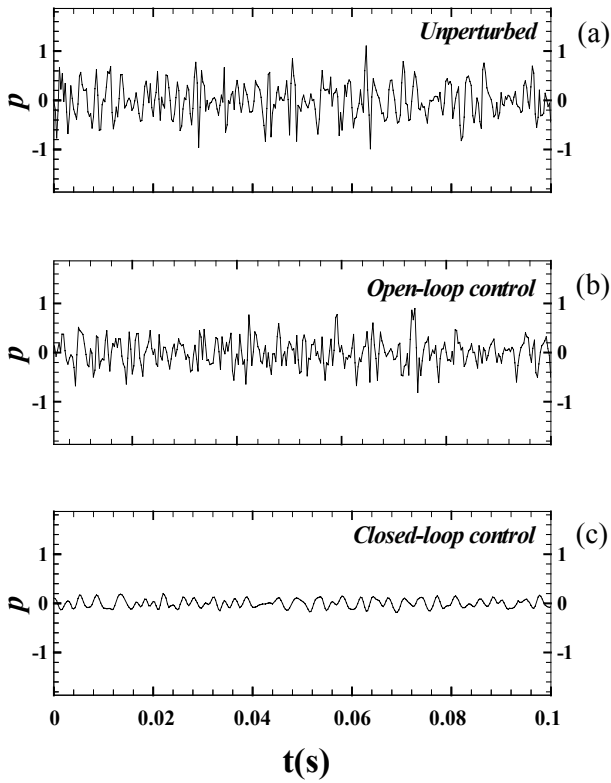 Unperturbed
(a)
1
0
-1
p
1
0
-1
Open-loop control
(b)
1
0
-1
p
1
0
-1
Closed-loop control
(c)
1
0
-1
p
1
0
-1
0 0.02 0.04 0.06 0.08 0.1
t(s)